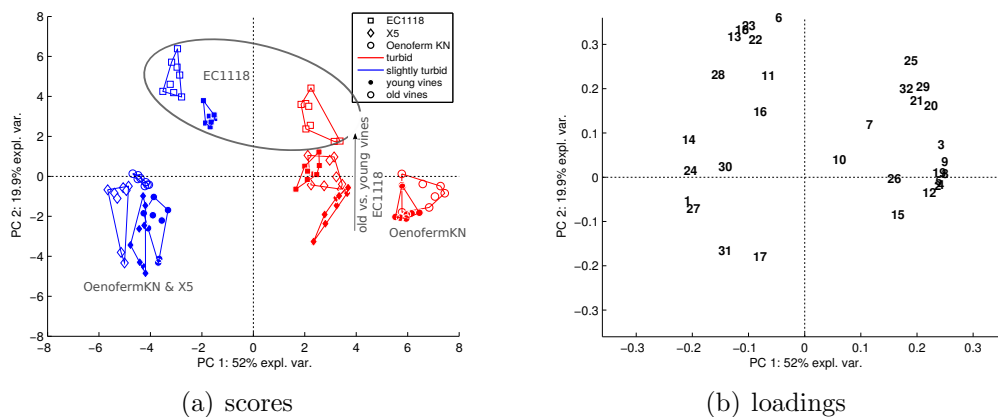 EC1118
X5
Oenoferm KN
turbid
slightly turbid
young vines
old vines
EC1118
old vs. young vines
EC1118
OenofermKN
OenofermKN & X5
8
6
4
2
0
−2
−4
−6
−8
PC 2: 19.9% expl. var.
−8 −6 −4 −2 0 2 4 6 8
PC 1: 52% expl. var.
(a) scores
0.3
0.2
0.1
0
−0.1
−0.2
−0.3
PC 2: 19.9% expl. var.
6
33
22
13
28
11
16
14
24
30
1
27
31
17
25
32
29
21
20
7
3
10
9
19
8
26
12
15
−0.3 −0.2 −0.1 0 0.1 0.2 0.3
PC 1: 52% expl. var.
(b) loadings